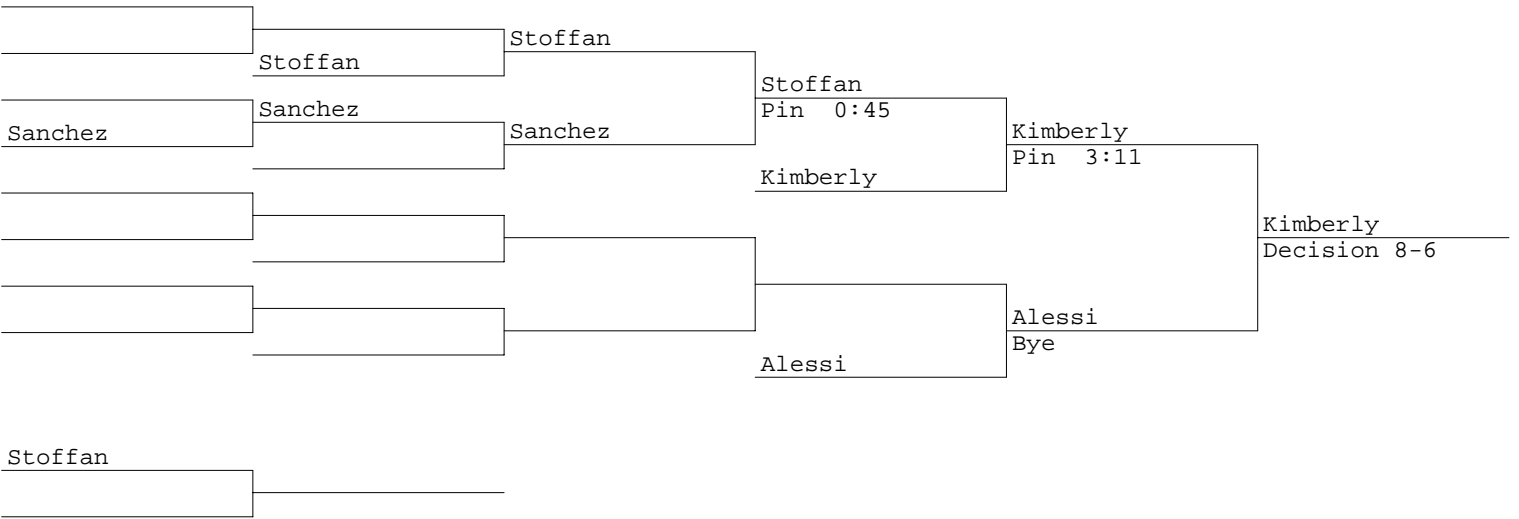 Stoffan
Stoffan
Stoffan
Pin 0:45
Sanchez
Sanchez
Sanchez
Kimberly
Pin 3:11
Kimberly
Kimberly
Decision 8-6
Alessi
Bye
Alessi
Stoffan